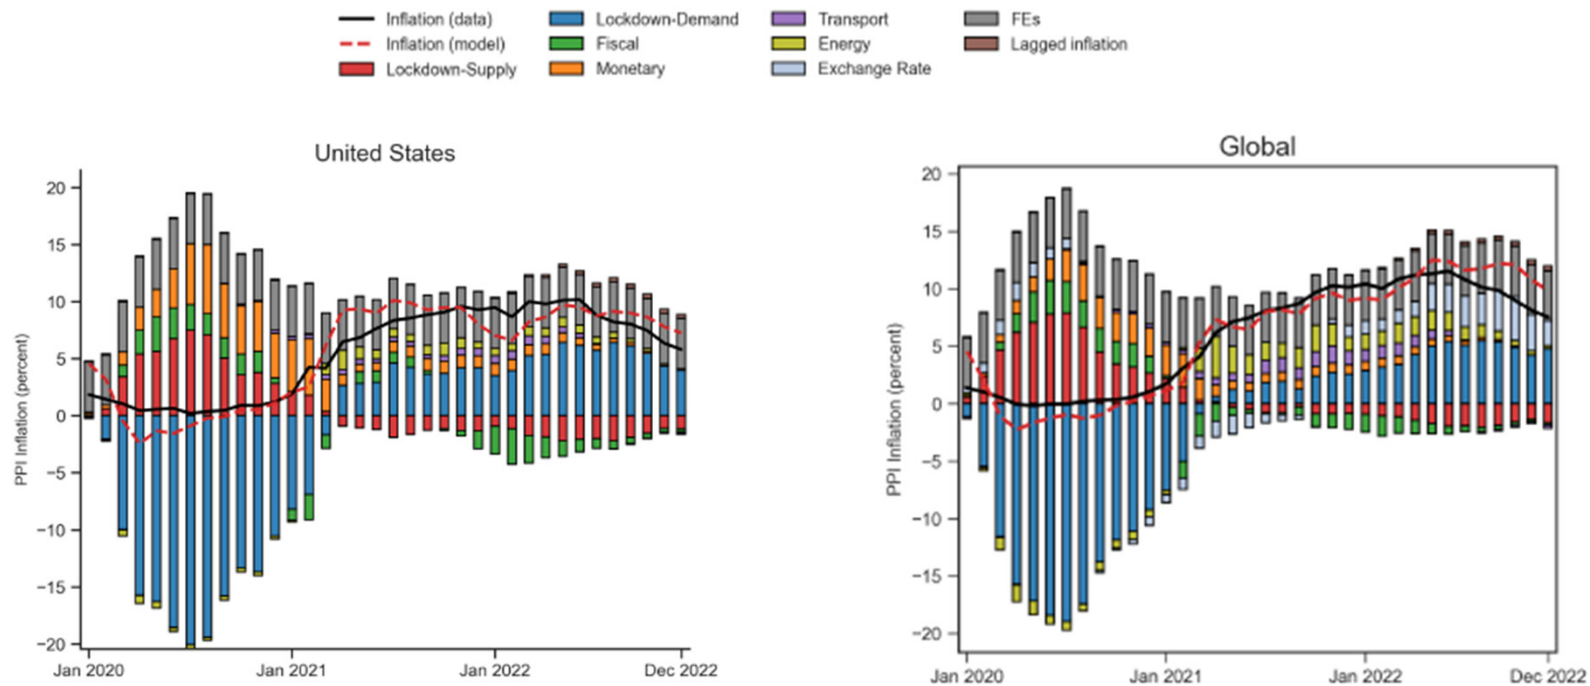 Inflation (data)
Inflation (model)
Lockdown-Supply
Lockdown-Demand
Fiscal
Monetary
Transport
Energy
Exchange Rate
FEs
Lagged inflation
United States
PPI Inflation (percent)
20
15
10
5
0
−5
−10
−15
−20
Jan 2020
Jan 2021
Jan 2022
Dec 2022
Global
PPI Inflation (percent)
20
15
10
5
0
−5
−10
−15
−20
Jan 2020
Jan 2021
Jan 2022
Dec 2022